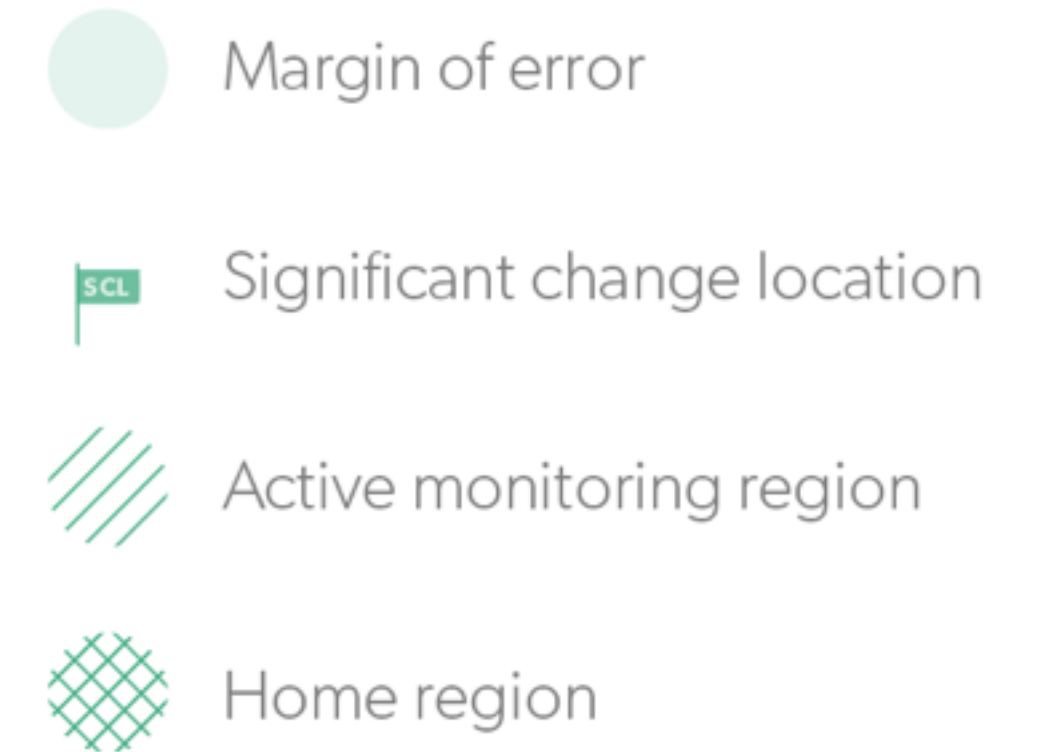 Margin of error
SCL
Significant change location
Active monitoring region
Home region